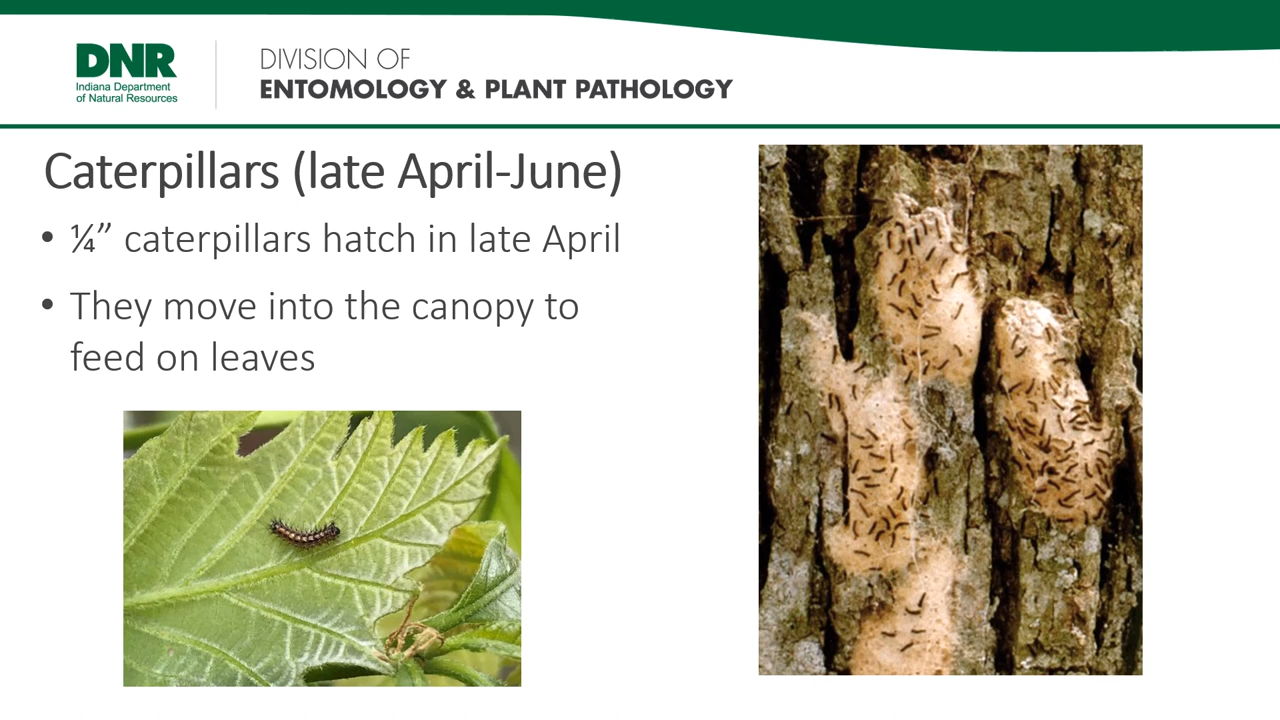 DNR
Indiana Department
of Natural Resources
DIVISION OF
ENTOMOLOGY & PLANT PATHOLOGY
Caterpillars (late April-June)
• ¼” caterpillars hatch in late April
• They move into the canopy to
feed on leaves